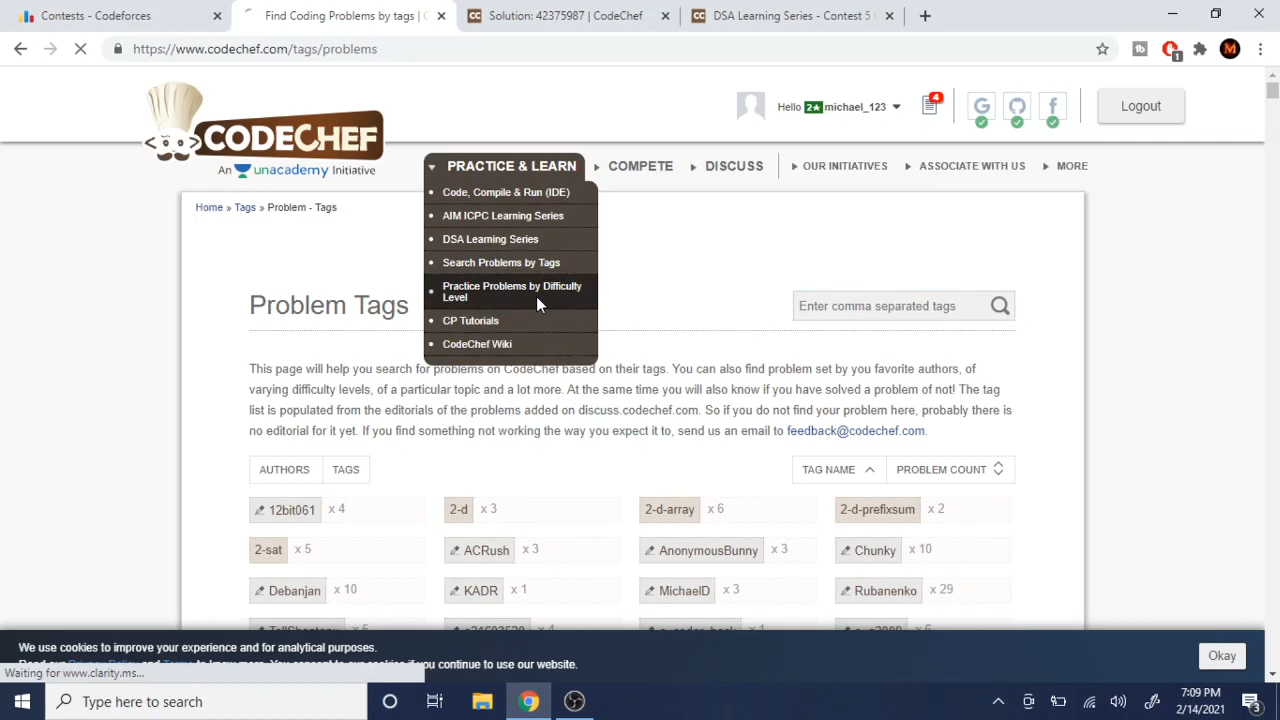 Contests - Codeforces
Find Coding Problems by tags | C
Solution: 42375987 | CodeChef
DSA Learning Series - Contest 5 C
https://www.codechef.com/tags/problems
1
M
CODECHEF
An unacademy Initiative
Hello 2★ michael_123
4
G
f
Logout
PRACTICE & LEARN
COMPETE
DISCUSS
OUR INITIATIVES
ASSOCIATE WITH US
MORE
Code, Compile & Run (IDE)
AIM ICPC Learning Series
DSA Learning Series
Search Problems by Tags
Practice Problems by Difficulty
Level
CP Tutorials
CodeChef Wiki
Home » Tags » Problem - Tags
Problem Tags
Enter comma separated tags
This page will help you search for problems on CodeChef based on their tags. You can also find problem set by you favorite authors, of
varying difficulty levels, of a particular topic and a lot more. At the same time you will also know if you have solved a problem of not! The tag
list is populated from the editorials of the problems added on discuss.codechef.com. So if you do not find your problem here, probably there is
no editorial for it yet. If you find something not working the way you expect it to, send us an email to feedback@codechef.com.
AUTHORS TAGS
TAG NAME PROBLEM COUNT
12bit061 x 4 2-d x 3 2-d-array x 6 2-d-prefixsum x 2
2-sat x 5 ACRush x 3 AnonymousBunny x 3 Chunky x 10
Debanjan x 10 KADR x 1 MichaelD x 3 Rubanenko x 29
We use cookies to improve your experience and for analytical purposes.
you continue to use our website.
Okay
Waiting for www.clarity.ms...
Type here to search
7:09 PM
2/14/2021
3